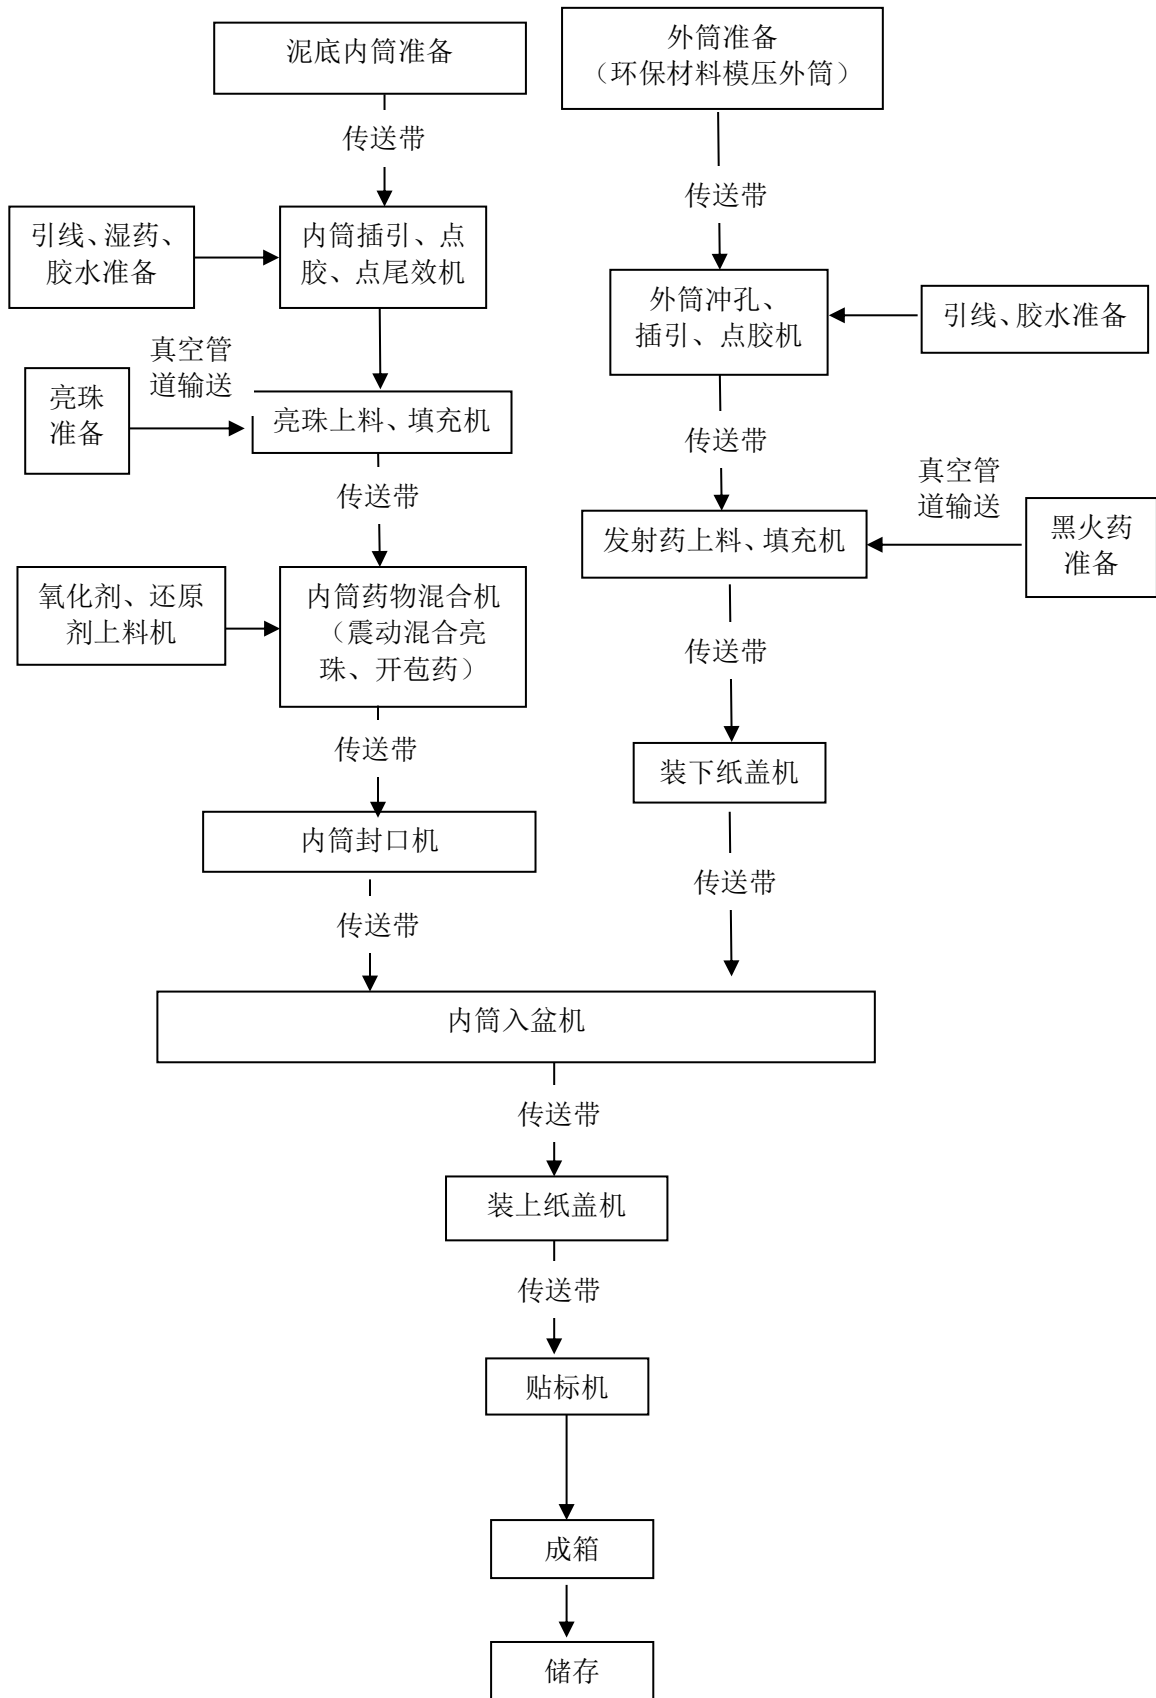 泥底内筒准备
外筒准备
（环保材料模压外筒）
传送带
传送带
引线、湿药、
胶水准备
内筒插引、点
胶、点尾效机
外筒冲孔、
插引、点胶机
引线、胶水准备
真空管
道输送
亮珠
准备
亮珠上料、填充机
传送带
传送带
真空管
道输送
发射药上料、填充机
黑火药
准备
氧化剂、还原
剂上料机
内筒药物混合机
（震动混合亮
珠、开苞药）
传送带
传送带
装下纸盖机
内筒封口机
传送带
传送带
内筒入盆机
传送带
装上纸盖机
传送带
贴标机
成箱
储存